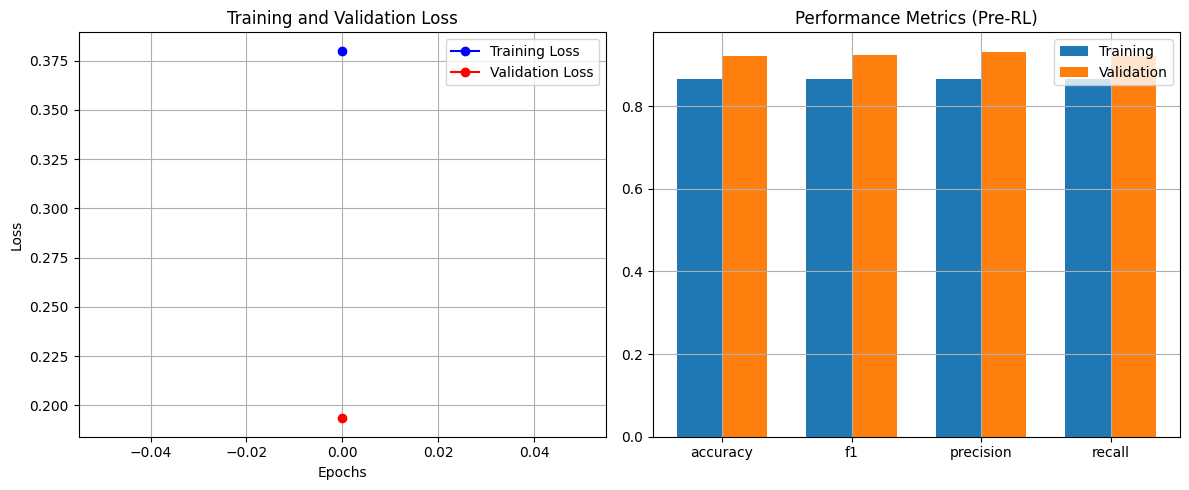 Training and Validation Loss
Training Loss
Validation Loss
0.375
0.350
0.325
0.300
0.275
0.250
0.225
0.200
Loss
−0.04
−0.02
0.00
0.02
0.04
Epochs
Performance Metrics (Pre-RL)
Training
Validation
0.8
0.6
0.4
0.2
0.0
accuracy
f1
precision
recall